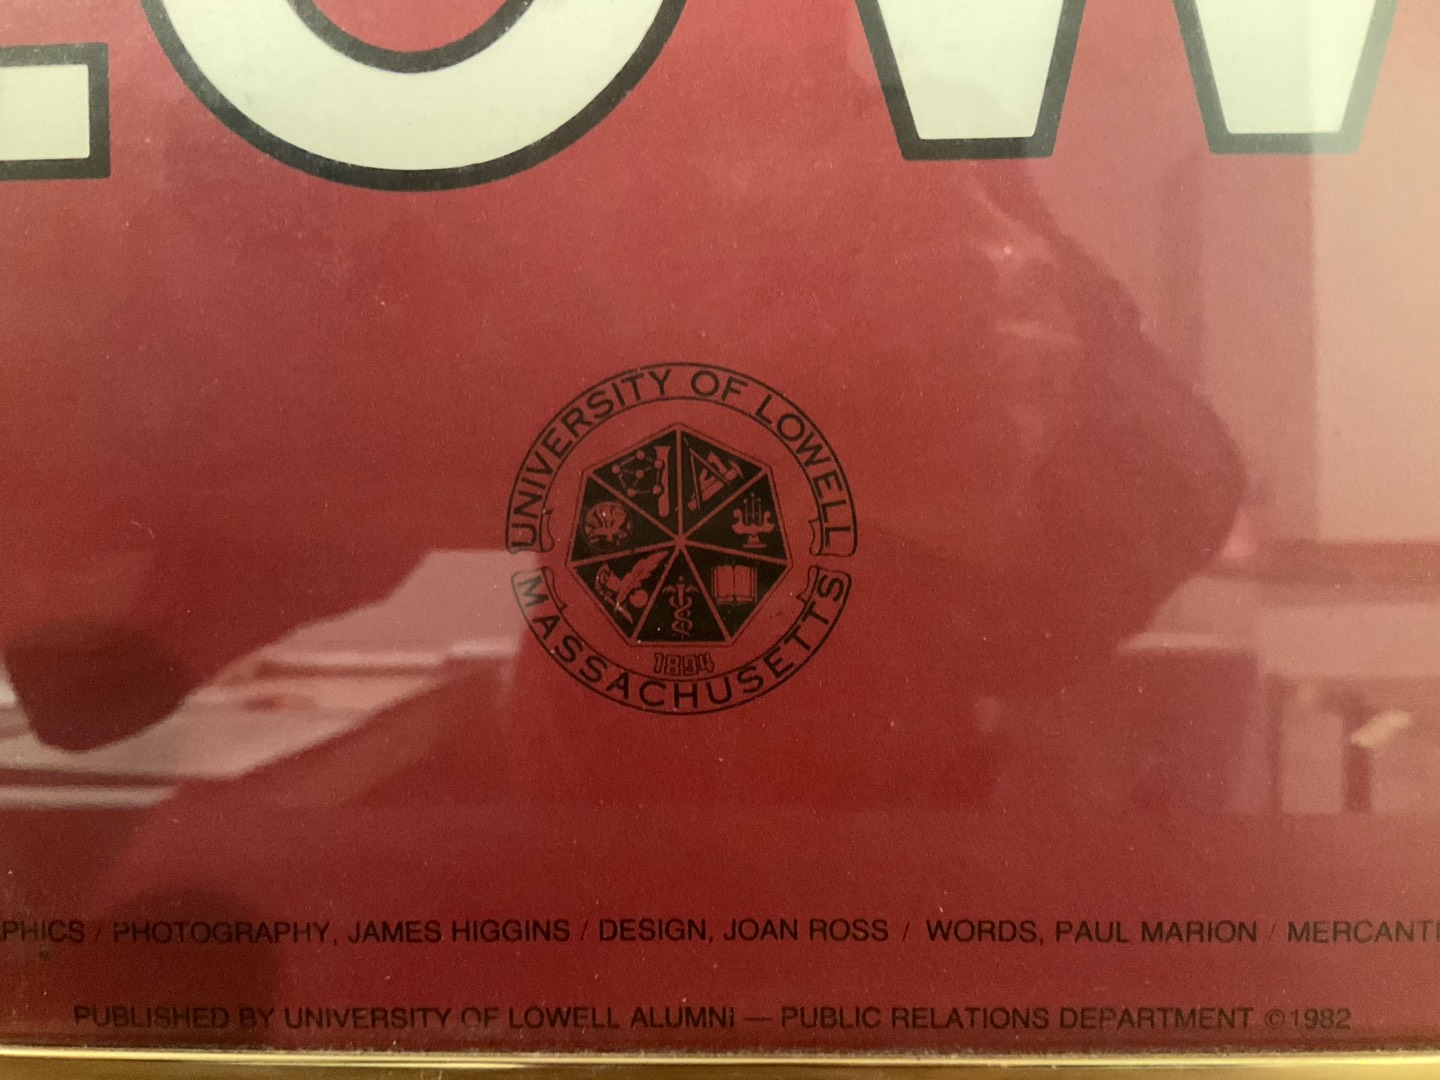 LOW
UNIVERSITY OF LOWELL
MASSACHUSETTS
1894
PHOTOGRAPHY, JAMES HIGGINS / DESIGN, JOAN ROSS / WORDS, PAUL MARION /
PUBLISHED BY UNIVERSITY OF LOWELL ALUMNI — PUBLIC RELATIONS DEPARTMENT ©1982